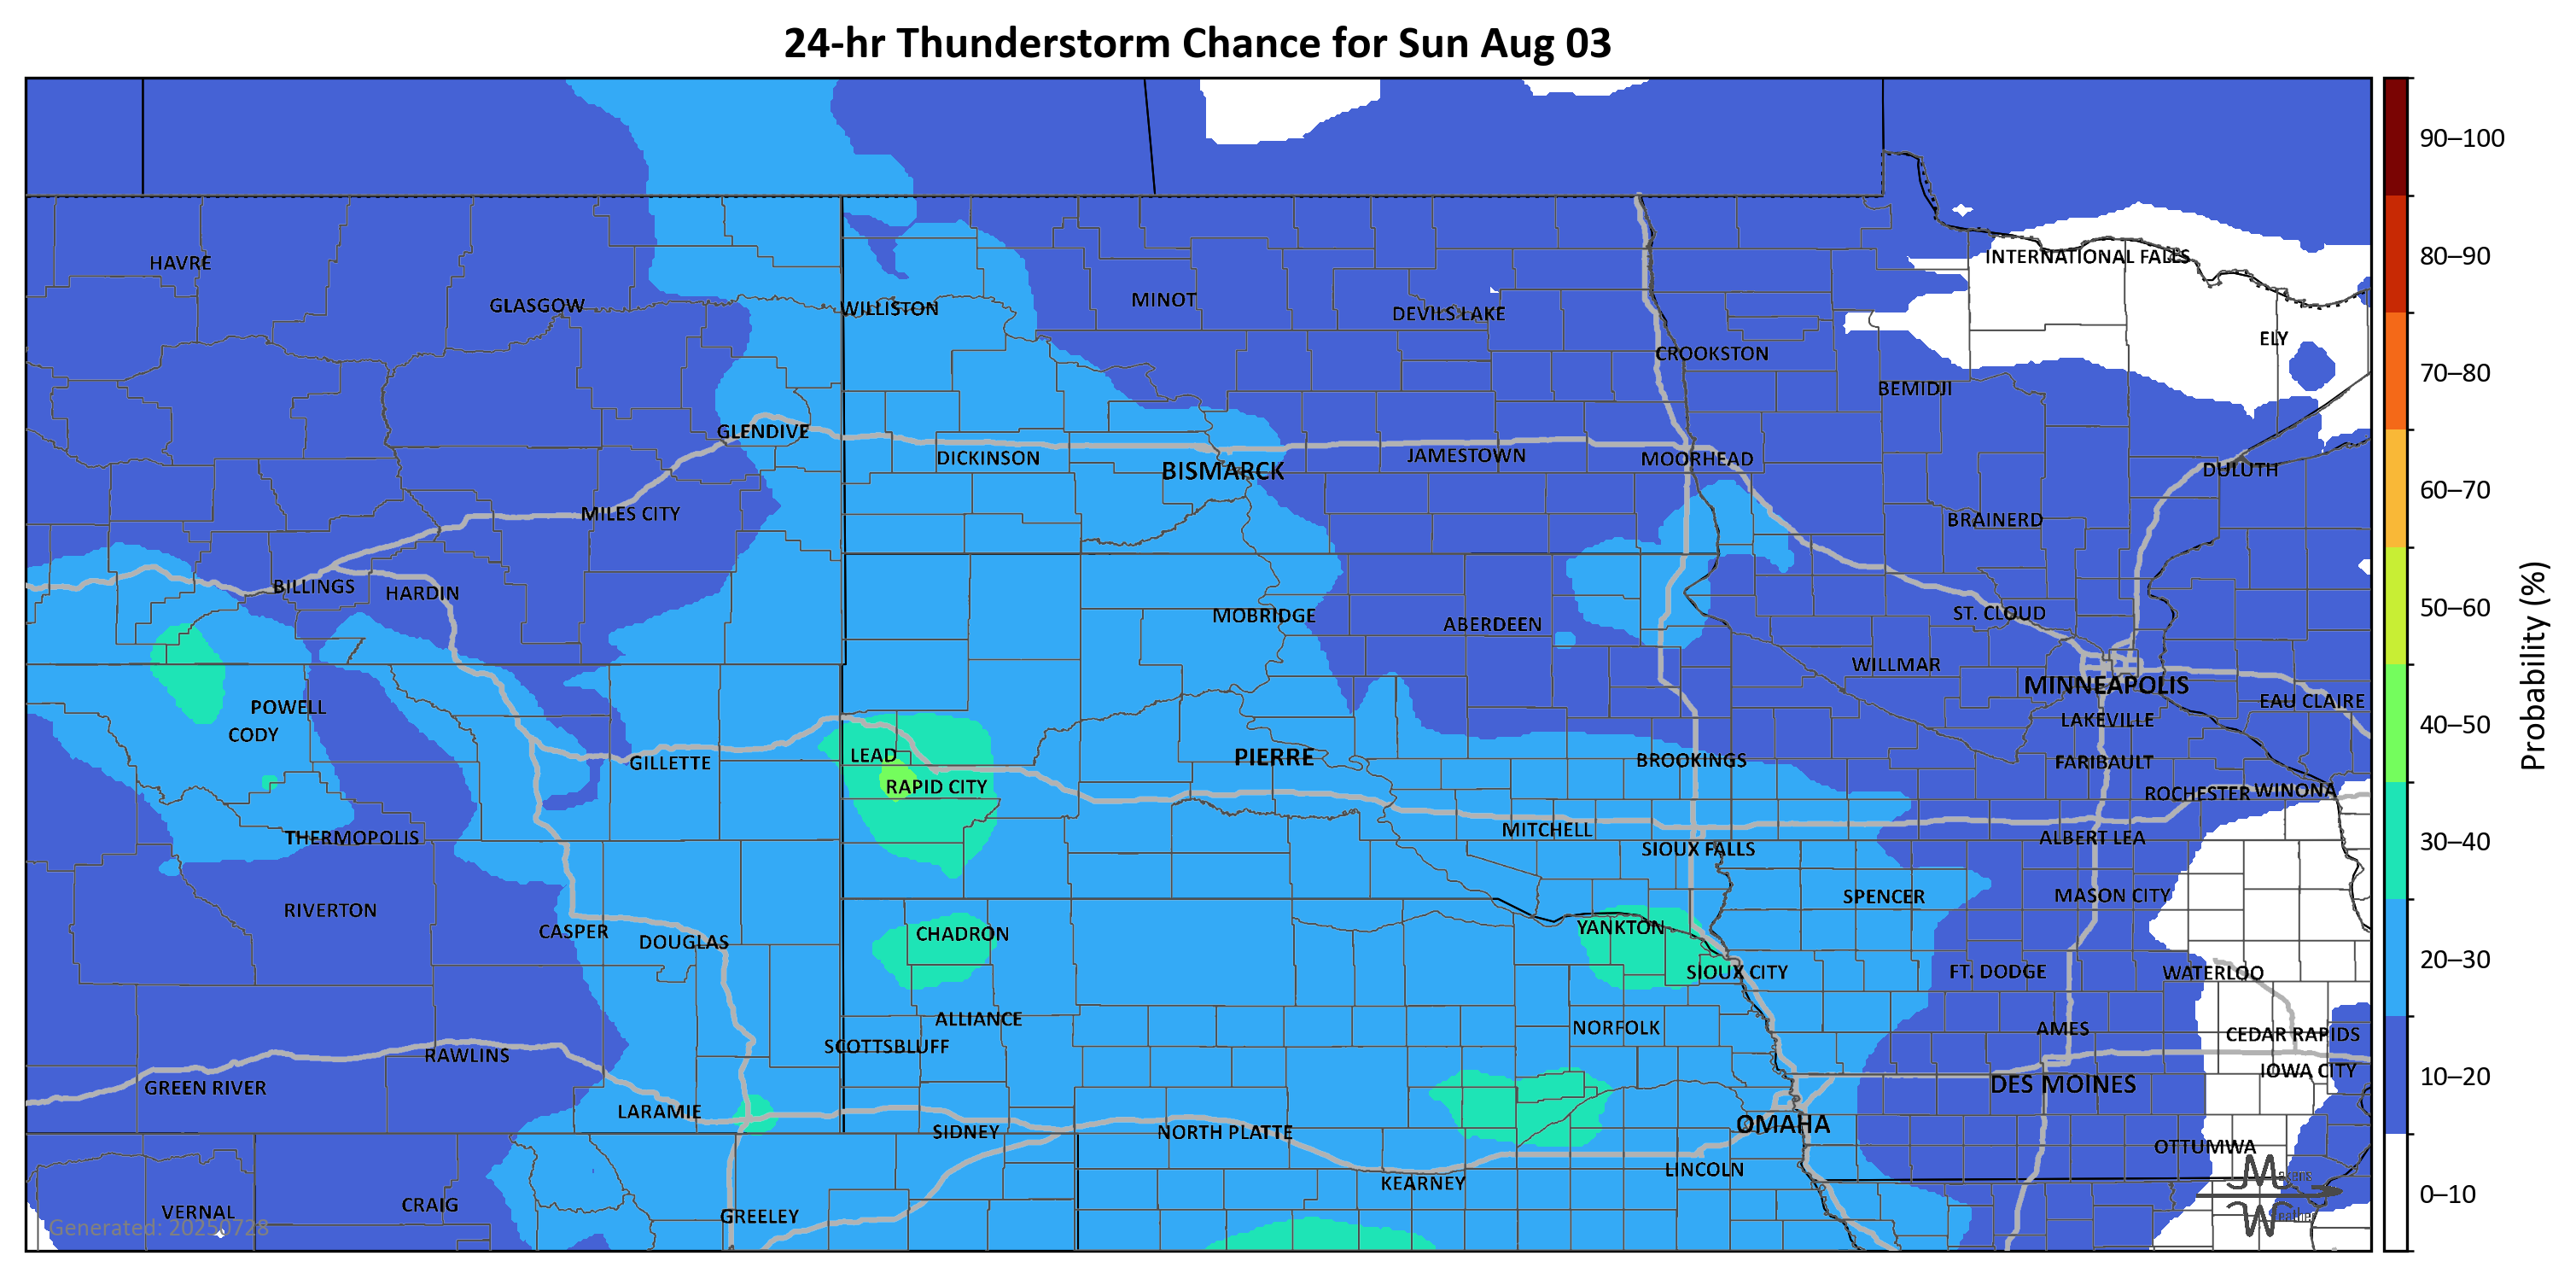 24-hr Thunderstorm Chance for Sun Aug 03
90–100
HAVRE
INTERNATIONAL FALLS
80–90
GLASGOW
WILLISTON
MINOT
DEVILS LAKE
ELY
CROOKSTON
70–80
BEMIDJI
GLENDIVE
DICKINSON
BISMARCK
JAMESTOWN
MOORHEAD
DULUTH
60–70
MILES CITY
BRAINERD
BILLINGS
HARDIN
MOBRIDGE
ABERDEEN
ST. CLOUD
50–60
WILLMAR
MINNEAPOLIS
EAU CLAIRE
POWELL
LAKEVILLE
Probability (%)
40–50
CODY
LEAD
PIERRE
BROOKINGS
FARIBAULT
GILLETTE
RAPID CITY
ROCHESTER
WINONA
THERMOPOLIS
MITCHELL
ALBERT LEA
30–40
SIOUX FALLS
SPENCER
MASON CITY
RIVERTON
CASPER
DOUGLAS
CHADRON
YANKTON
20–30
SIOUX CITY
FT. DODGE
WATERLOO
ALLIANCE
NORFOLK
AMES
CEDAR RAPIDS
SCOTTSBLUFF
RAWLINS
IOWA CITY
10–20
GREEN RIVER
DES MOINES
LARAMIE
SIDNEY
NORTH PLATTE
OMAHA
OTTUMWA
LINCOLN
KEARNEY
Makens
0–10
VERNAL
CRAIG
GREELEY
Weather
Generated: 20250728